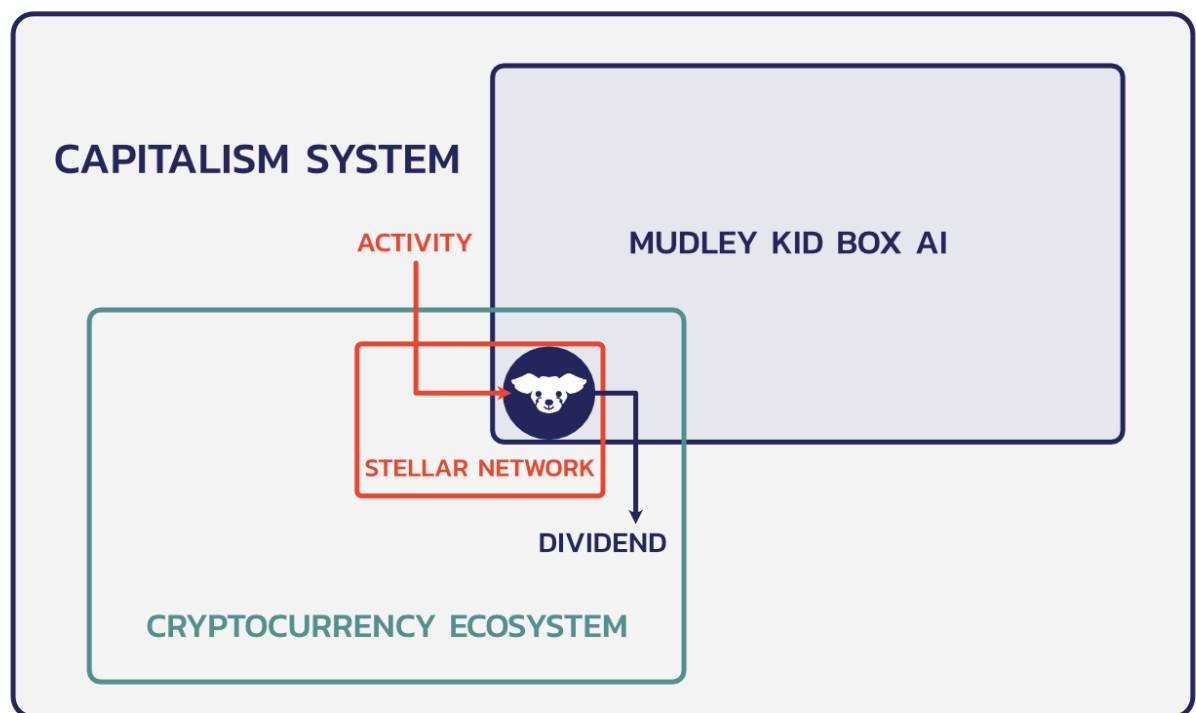 CAPITALISM SYSTEM
ACTIVITY
MUDLEY KID BOX AI
STELLAR NETWORK
DIVIDEND
CRYPTOCURRENCY ECOSYSTEM